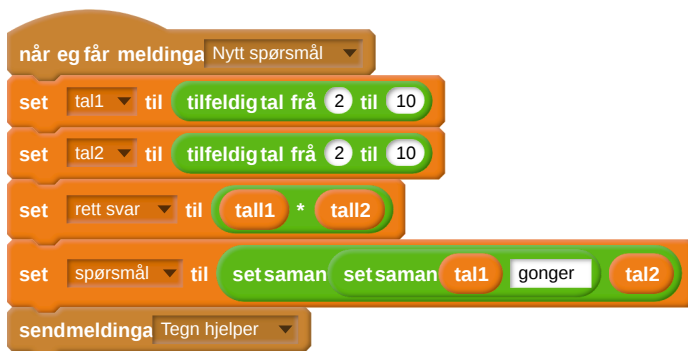 når eg får meldinga Nytt spørsmål
set tal1 til tilfeldig tal frå 2 til 10
set tal2 til tilfeldig tal frå 2 til 10
set rett svar til tall1 * tall2
set spørsmål til set saman set saman tal1 gonger tal2
send meldinga Tegn hjelper